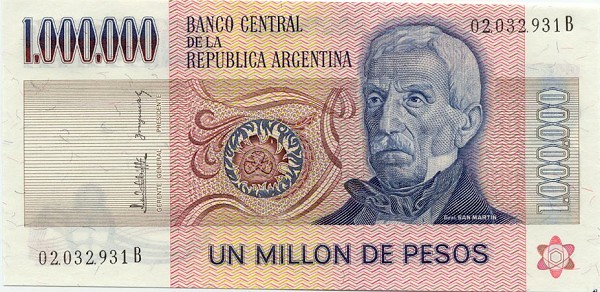 1.000.000
BANCO CENTRAL
DE LA
REPUBLICA ARGENTINA
02.032.931 B
PRESIDENTE
GERENTE GENERAL
Gral. SAN MARTIN
1.000.000
02.032.931 B
UN MILLON DE PESOS